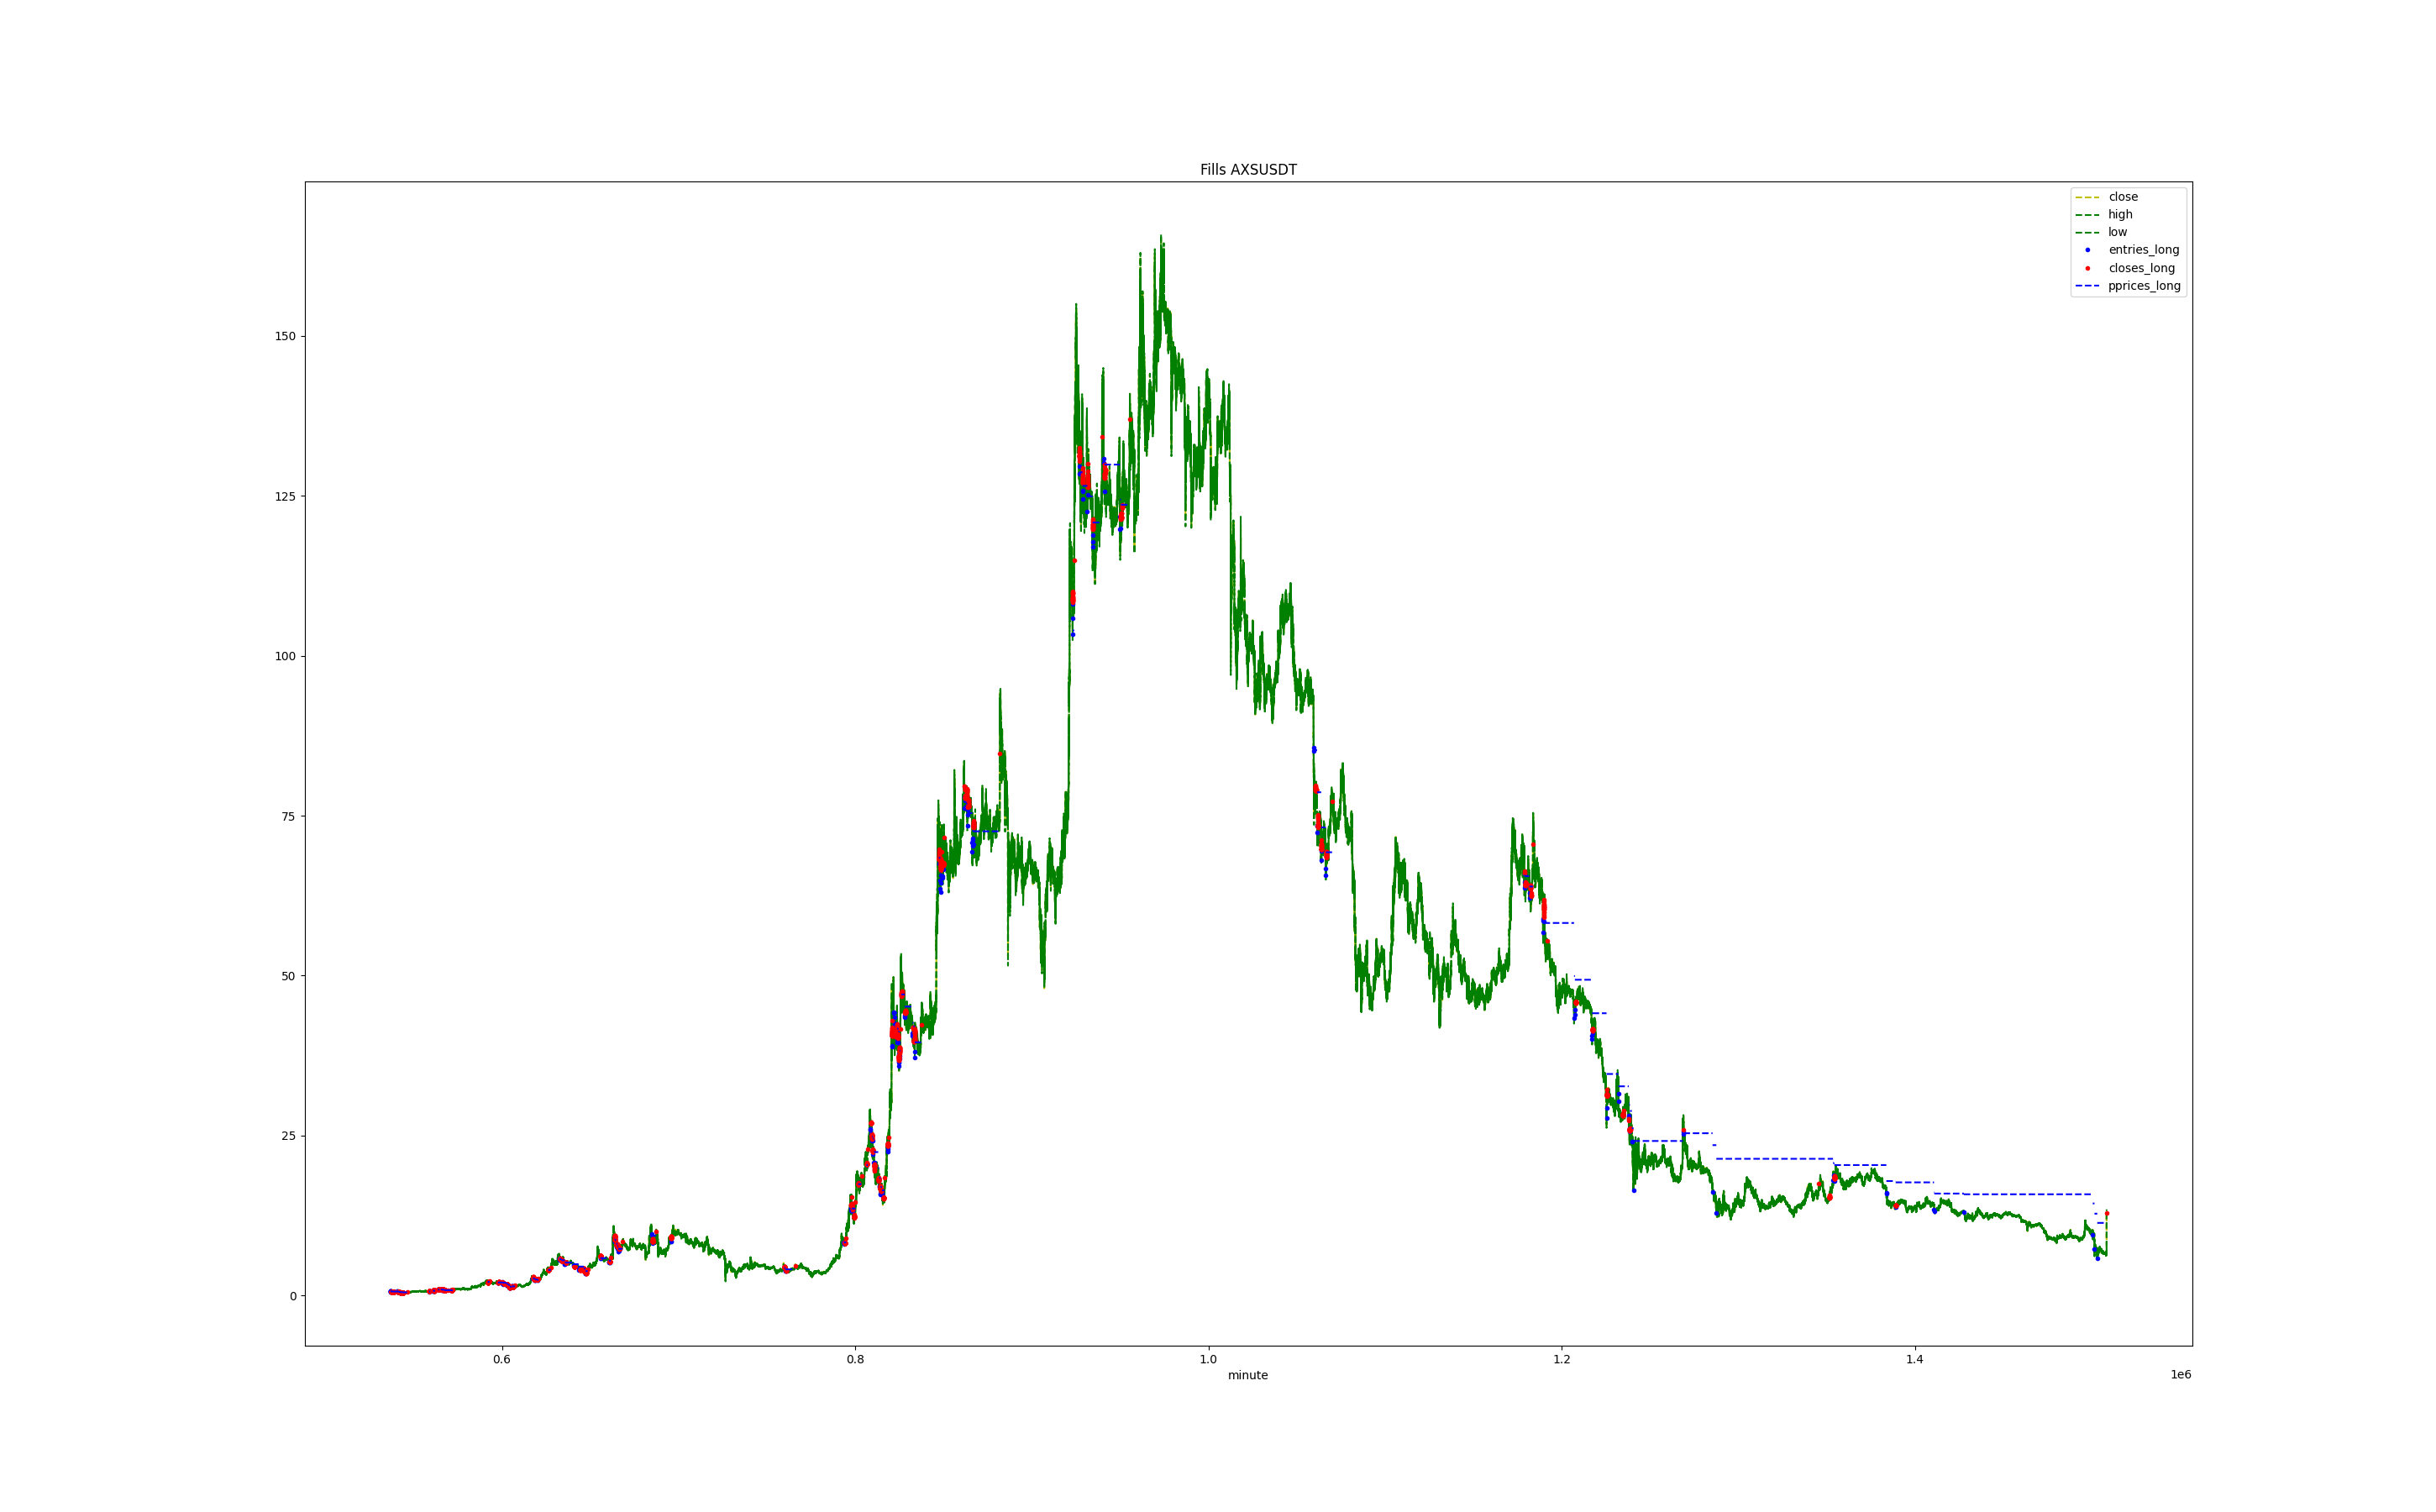 Fills AXSUSDT
close
high
low
entries_long
closes_long
pprices_long
150
125
100
75
50
25
0
0.6 0.8 1.0 1.2 1.4
minute
1e6